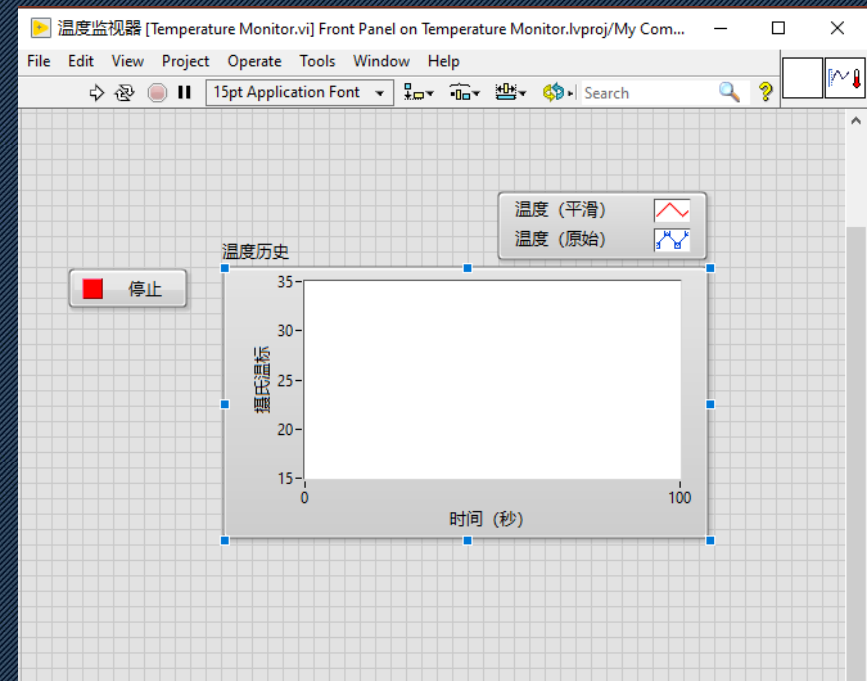 温度监视器 [Temperature Monitor.vi] Front Panel on Temperature Monitor.lvproj/My Com...
File Edit View Project Operate Tools Window Help
15pt Application Font
Search
温度（平滑）
温度（原始）
温度历史
停止
35
30
25
20
15
摄氏温标
0
100
时间（秒）